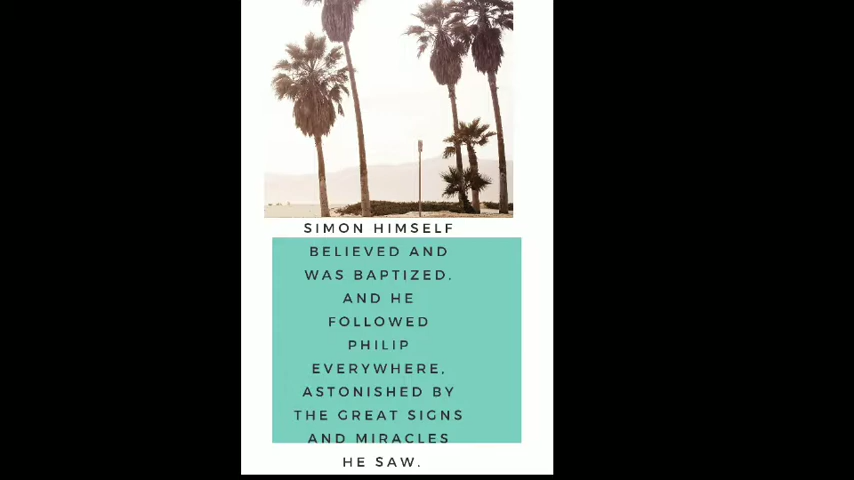 SIMON HIMSELF
BELIEVED AND
WAS BAPTIZED.
AND HE
FOLLOWED
PHILIP
EVERYWHERE,
ASTONISHED BY
THE GREAT SIGNS
AND MIRACLES
HE SAW.